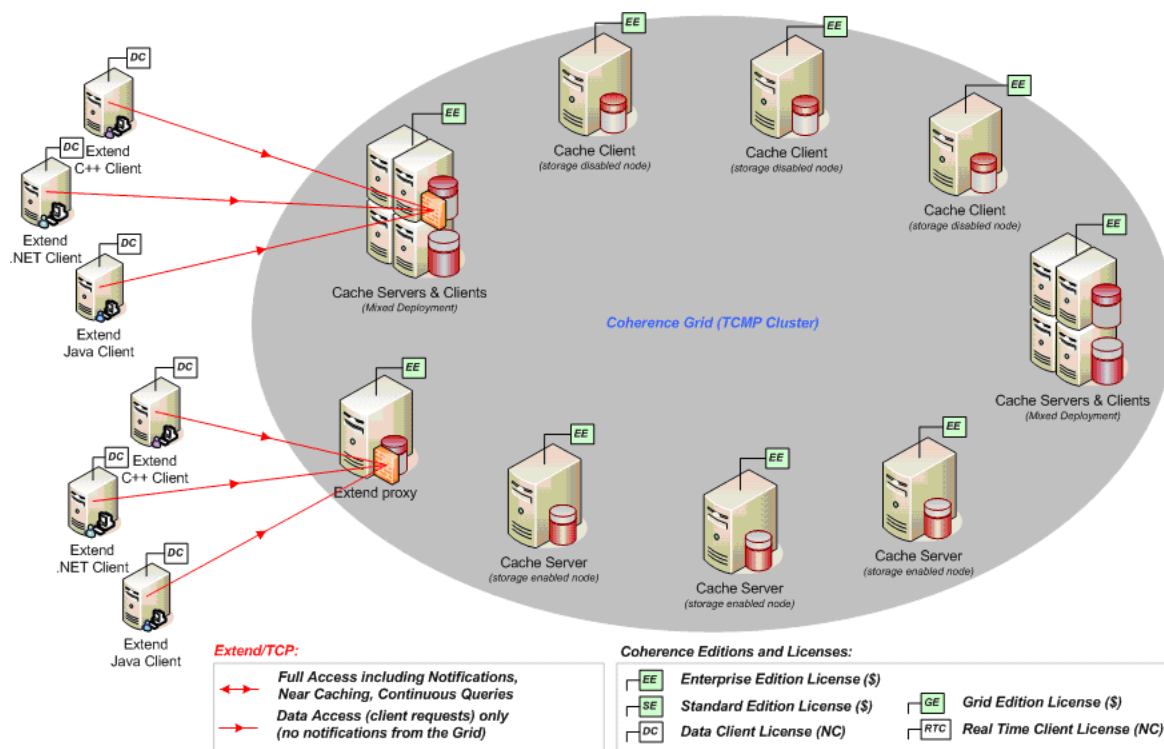 EE
EE
DC
EE
EE
Extend
C++ Client
DC
Cache Client
(storage disabled node)
Cache Client
(storage disabled node)
Extend
.NET Client
DC
Cache Client
(storage disabled node)
EE
Cache Servers & Clients
(Mixed Deployment)
Coherence Grid (TCMP Cluster)
Extend
Java Client
DC
EE
Cache Servers & Clients
(Mixed Deployment)
EE
EE
EE
Extend
C++ Client
DC
Extend proxy
Extend
.NET Client
DC
Cache Server
(storage enabled node)
Cache Server
(storage enabled node)
Cache Server
(storage enabled node)
Extend
Java Client
Extend/TCP:
Full Access including Notifications,
Near Caching, Continuous Queries
Data Access (client requests) only
(no notifications from the Grid)
Coherence Editions and Licenses:
EE Enterprise Edition License ($)
SE Standard Edition License ($)
DC Data Client License (NC)
GE Grid Edition License ($)
RTC Real Time Client License (NC)